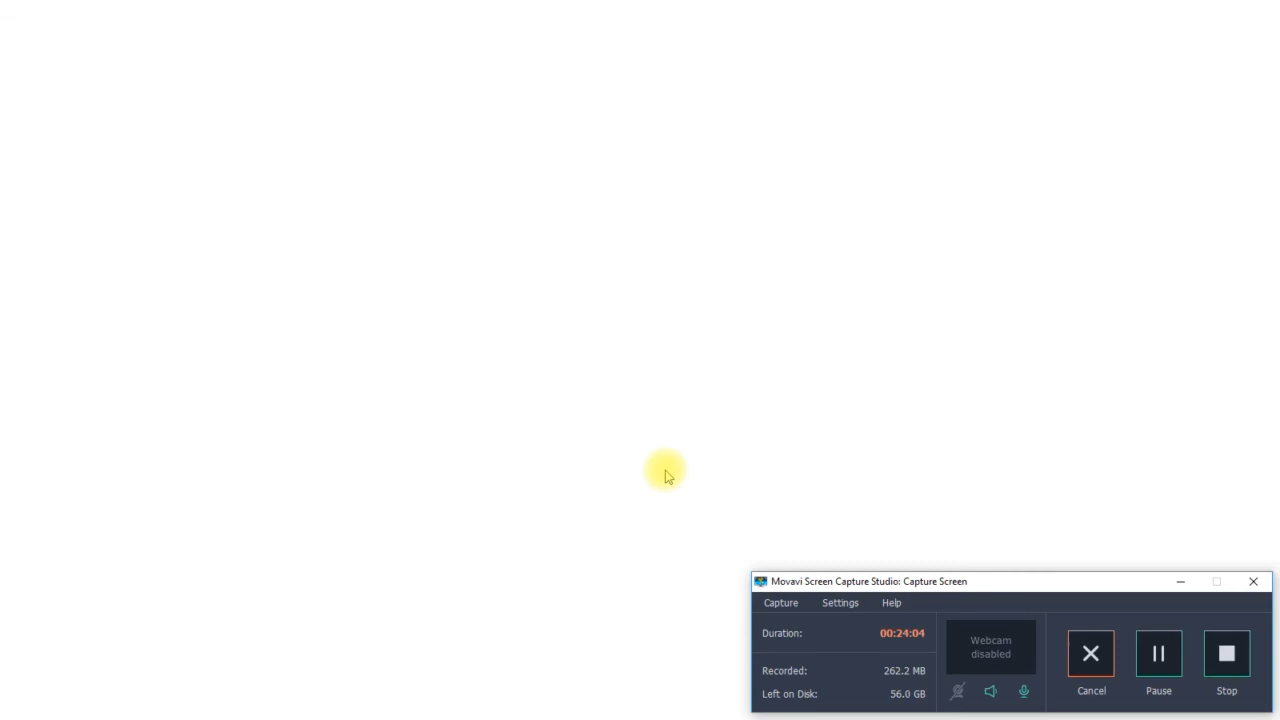 Movavi Screen Capture Studio: Capture Screen
Capture Settings Help
Duration: 00:24:04
Webcam
disabled
Recorded: 262.2 MB
Left on Disk: 56.0 GB
Cancel Pause Stop